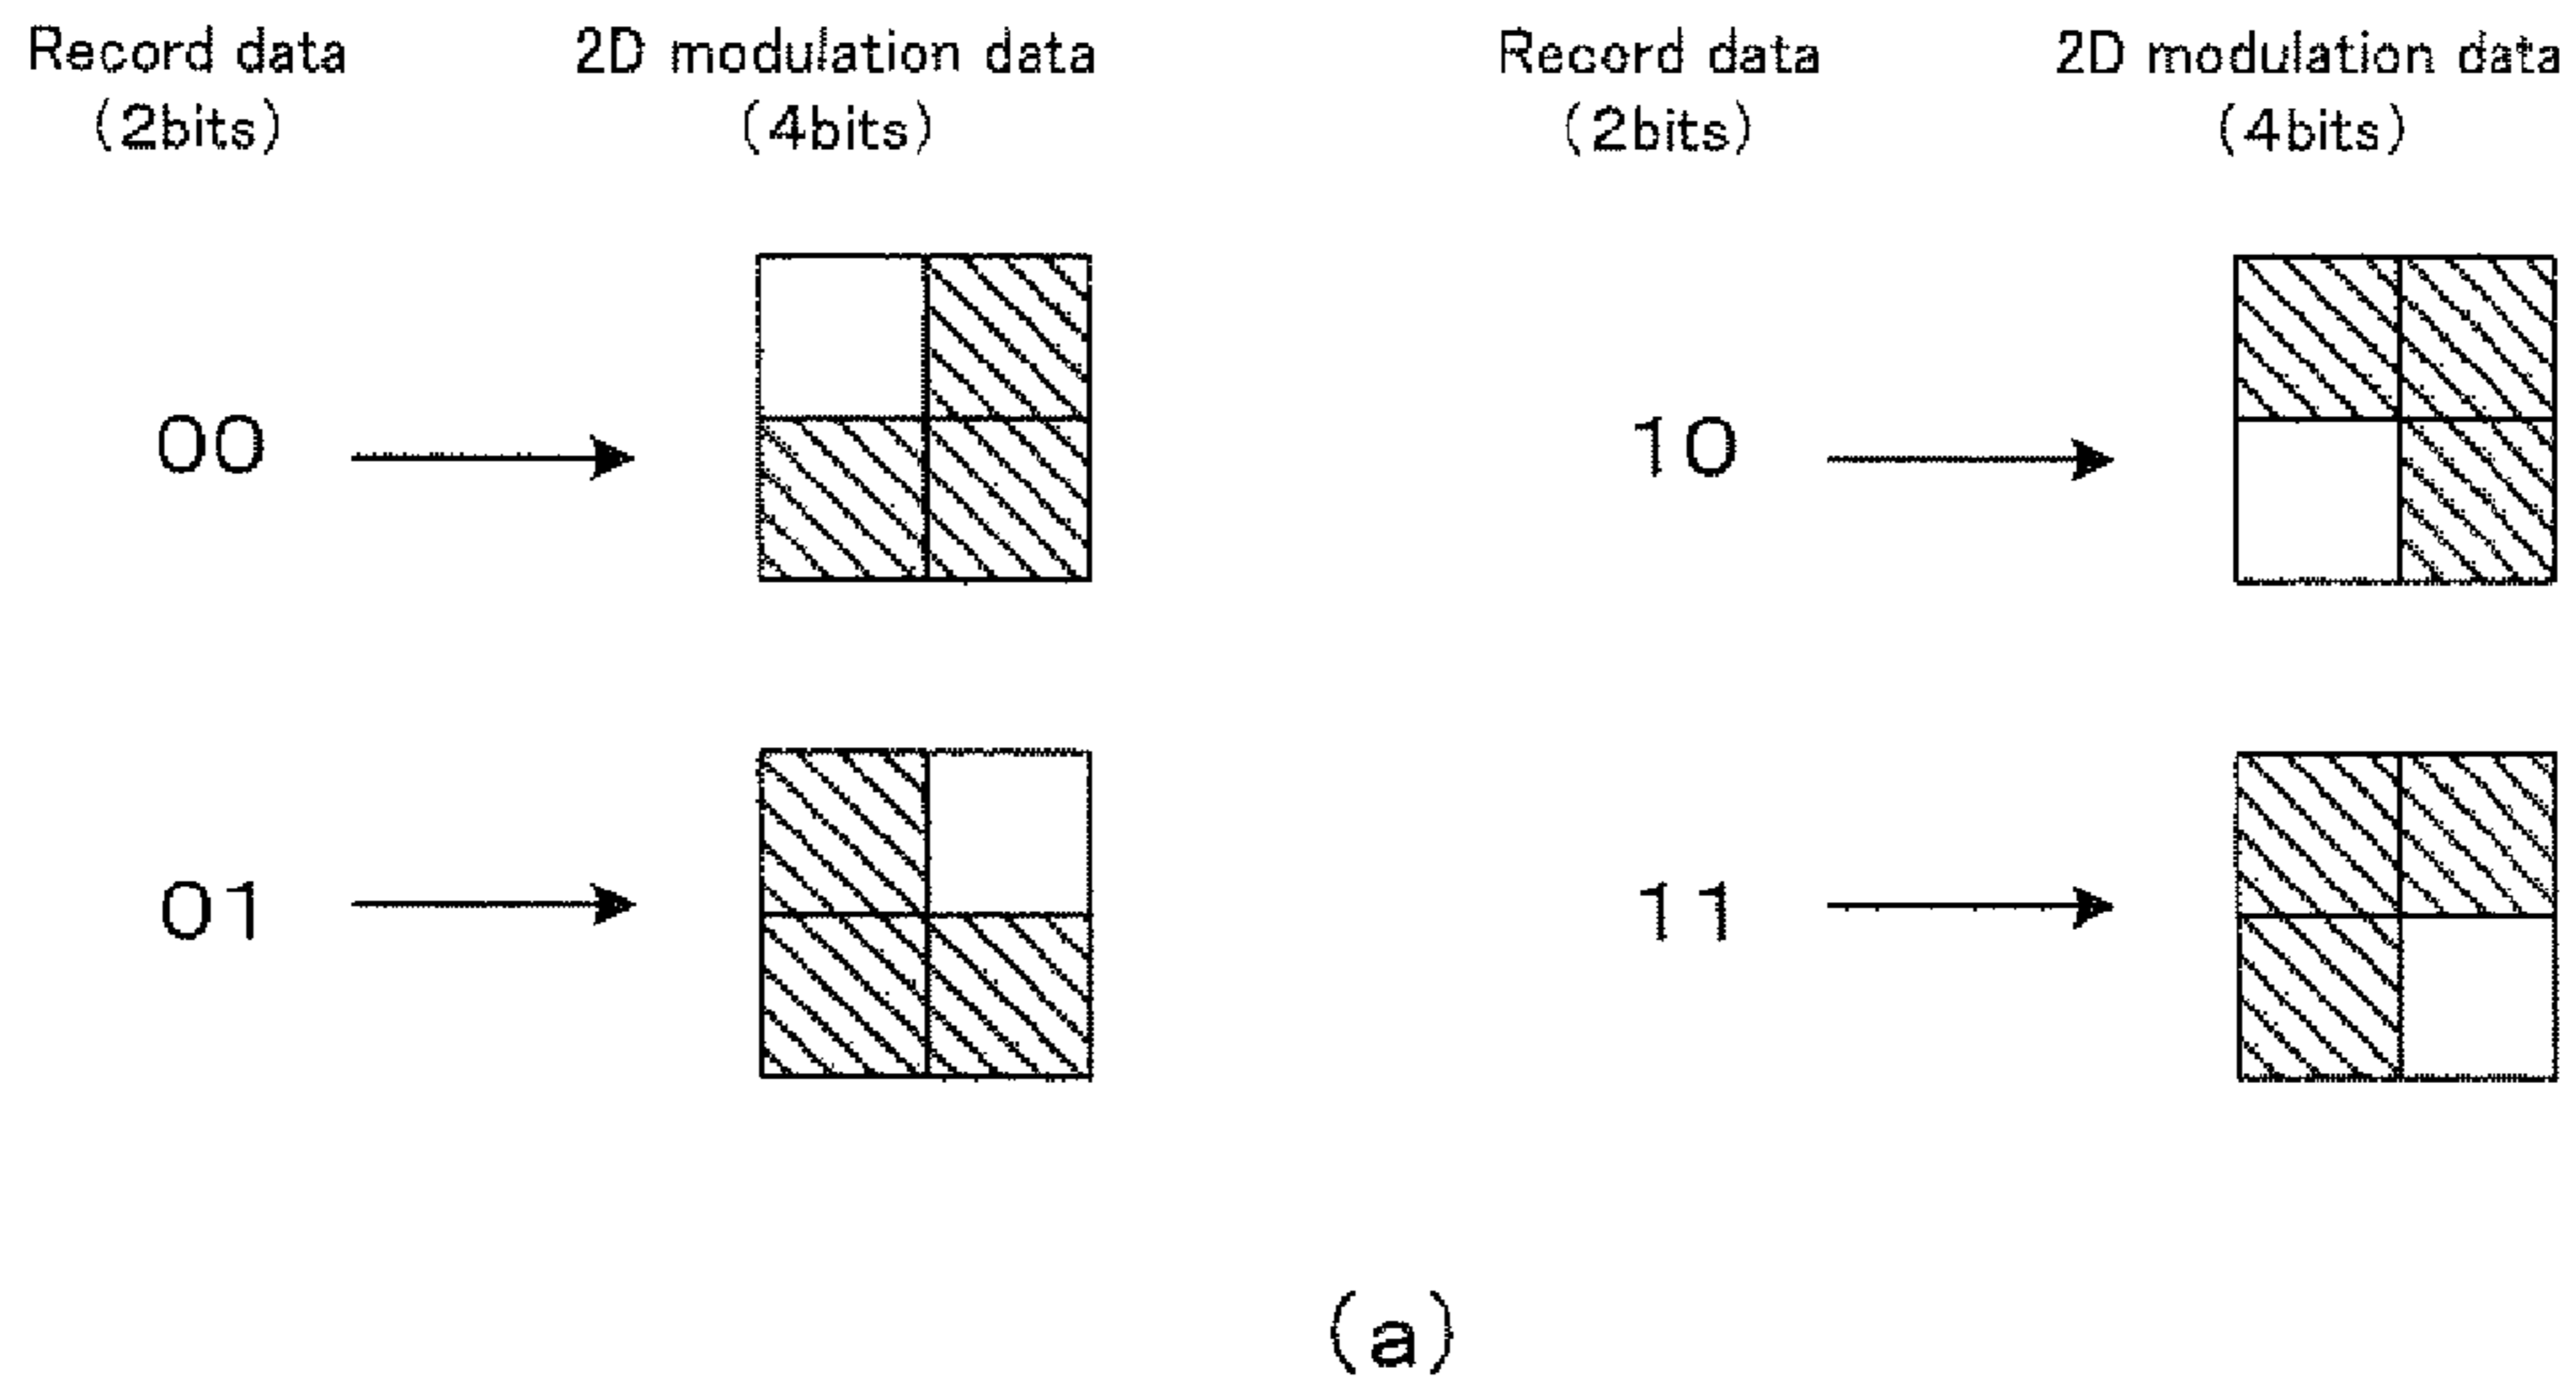 Record data 2D modulation data Record data 2D modulation data
(2bits) (4bits) (2bits) (4bits)
00 10
01 11
(a)